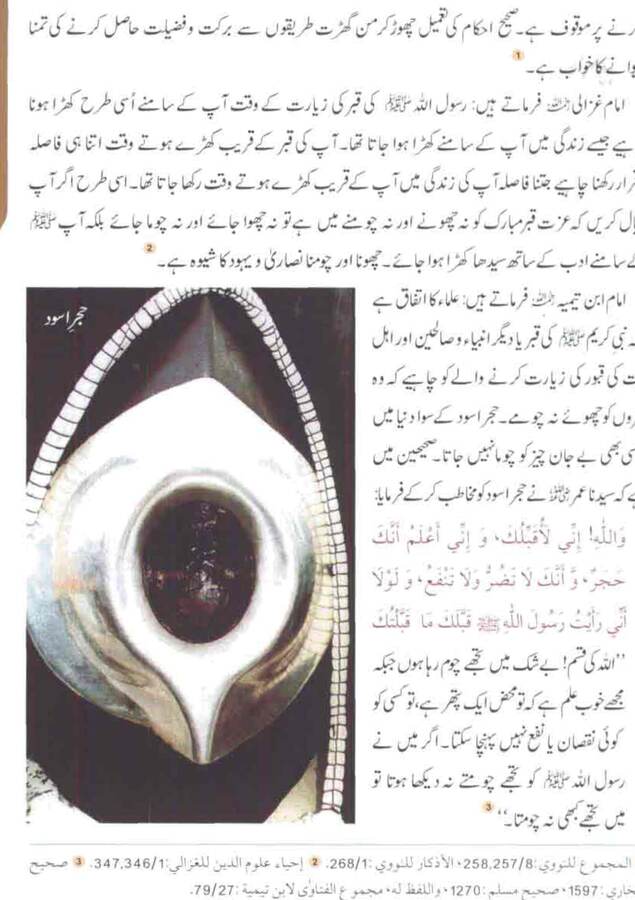 رنے پر موقوف ہے۔ صحیح احکام کی تعمیل چھوڑ کر من گھڑت طریقوں سے برکت و فضیلت حاصل کرنے کی تمنا
وانے کا خواب ہے۔ 1
امام غزالی رحمہ اللہ فرماتے ہیں: رسول اللہ ﷺ کی قبر کی زیارت کے وقت آپ کے سامنے اُسی طرح کھڑا ہونا
ہیے جیسے زندگی میں آپ کے سامنے کھڑا ہوا جاتا تھا۔ آپ کی قبر کے قریب کھڑے ہوتے وقت اتنا ہی فاصلہ
قرار رکھنا چاہیے جتنا فاصلہ آپ کی زندگی میں آپ کے قریب کھڑے ہوتے وقت رکھا جاتا تھا۔ اسی طرح اگر آپ
ال کریں کہ عزت قبر مبارک کو نہ چھونے اور نہ چومنے میں ہے تو نہ چھوا جائے اور نہ چوما جائے بلکہ آپ ﷺ
کے سامنے ادب کے ساتھ سیدھا کھڑا ہوا جائے۔ چھونا اور چومنا نصاریٰ و یہود کا شیوہ ہے۔ 2
حجر اسود
امام ابن تیمیہ رحمہ اللہ فرماتے ہیں: علماء کا اتفاق ہے
ہ نبی کریم ﷺ کی قبر یا دیگر انبیاء و صالحین اور اہل
ت کی قبور کی زیارت کرنے والے کو چاہیے کہ وہ
روں کو چھوئے نہ چومے۔ حجر اسود کے سوا دنیا میں
سی بھی بے جان چیز کو چوما نہیں جاتا۔ صحیحین میں
ہے کہ سیدنا عمر رضی اللہ عنہ نے حجر اسود کو مخاطب کر کے فرمایا:
وَاللّٰهِ! إِنِّي لَأُقَبِّلُكَ، وَ إِنِّي أَعْلَمُ أَنَّكَ
حَجَرٌ، وَ أَنَّكَ لَا تَضُرُّ وَلَا تَنْفَعُ، وَ لَوْلَا
أَنِّي رَأَيْتُ رَسُولَ اللّٰهِ ﷺ قَبَّلَكَ مَا قَبَّلْتُكَ
’’اللہ کی قسم! بے شک میں تجھے چوم رہا ہوں جبکہ
مجھے خوب علم ہے کہ تو محض ایک پتھر ہے، تو کسی کو
کوئی نقصان یا نفع نہیں پہنچا سکتا۔ اگر میں نے
رسول اللہ ﷺ کو تجھے چومتے نہ دیکھا ہوتا تو
میں تجھے کبھی نہ چومتا۔‘‘ 3
المجموع للنووي: 258,257/8، الأذكار للنووي: 268/1. 2 إحياء علوم الدين للغزالي: 347,346/1. 3 صحيح
خاري: 1597، صحيح مسلم: 1270، واللفظ له، مجموع الفتاوى لابن تيمية: 79/27.